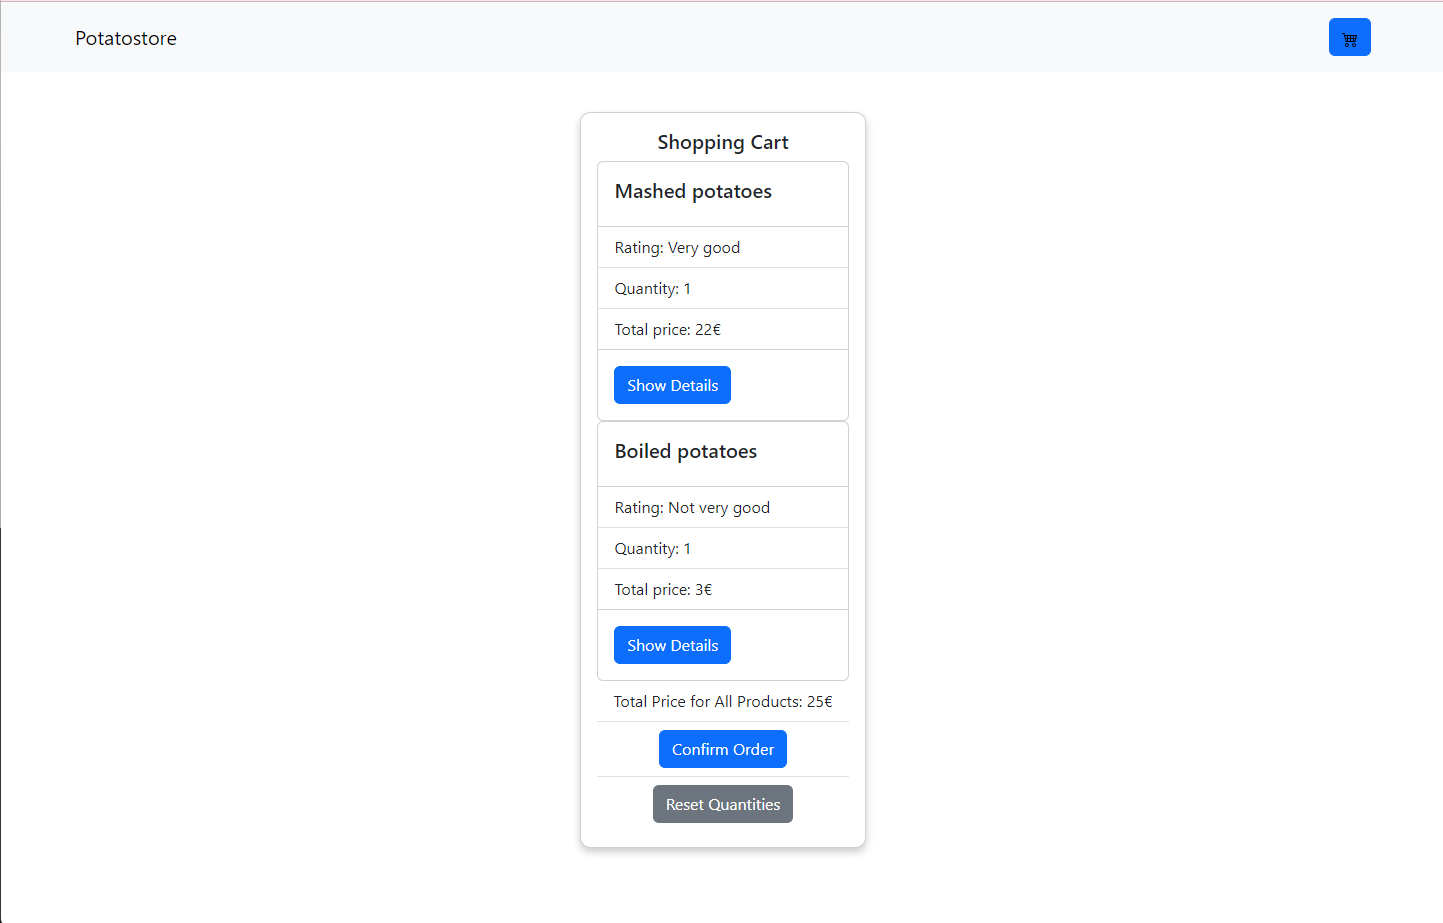 Potatostore
Shopping Cart
Mashed potatoes
Rating: Very good
Quantity: 1
Total price: 22€
Show Details
Boiled potatoes
Rating: Not very good
Quantity: 1
Total price: 3€
Show Details
Total Price for All Products: 25€
Confirm Order
Reset Quantities